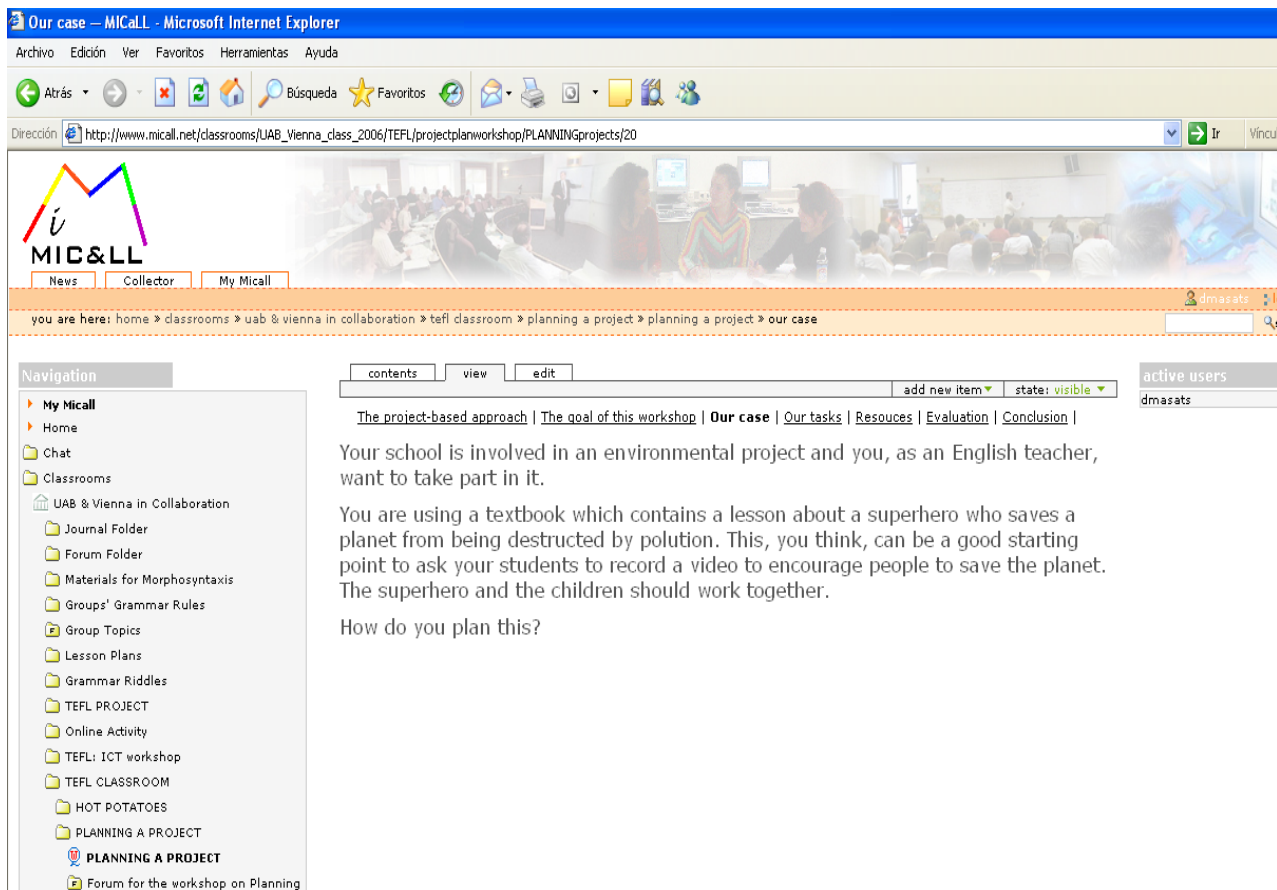 Our case — MICaLL - Microsoft Internet Explorer
Archivo Edición Ver Favoritos Herramientas Ayuda
Atrás Búsqueda Favoritos
Dirección http://www.micall.net/classrooms/UAB_Vienna_class_2006/TEFL/projectplanworkshop/PLANNINGprojects/20 Ir
i
MIC&LL
News Collector My Micall
dmasats
you are here: home » classrooms » uab & vienna in collaboration » tefl classroom » planning a project » planning a project » our case
Navigation
My Micall
Home
Chat
Classrooms
UAB & Vienna in Collaboration
Journal Folder
Forum Folder
Materials for Morphosyntaxis
Groups' Grammar Rules
Group Topics
Lesson Plans
Grammar Riddles
TEFL PROJECT
Online Activity
TEFL: ICT workshop
TEFL CLASSROOM
HOT POTATOES
PLANNING A PROJECT
PLANNING A PROJECT
Forum for the workshop on Planning
contents view edit
add new item state: visible
The project-based approach | The goal of this workshop | Our case | Our tasks | Resouces | Evaluation | Conclusion |
Your school is involved in an environmental project and you, as an English teacher,
want to take part in it.
You are using a textbook which contains a lesson about a superhero who saves a
planet from being destructed by polution. This, you think, can be a good starting
point to ask your students to record a video to encourage people to save the planet.
The superhero and the children should work together.
How do you plan this?
active users
dmasats